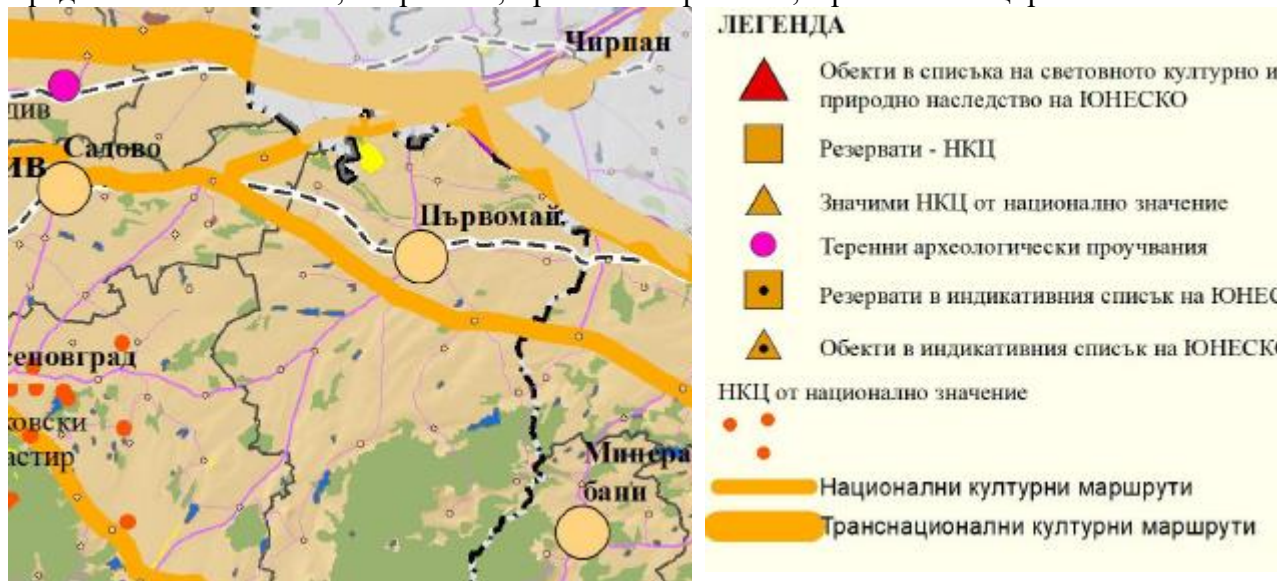 Чирпан
див
Садово
ив
Първомай
сеновград
ковски
астир
Минера
бани
ЛЕГЕНДА
Обекти в списъка на световното културно и
природно наследство на ЮНЕСКО
Резервати - НКЦ
Значими НКЦ от национално значение
Теренни археологически проучвания
Резервати в индикативния списък на ЮНЕС
Обекти в индикативния списък на ЮНЕСКО
НКЦ от национално значение
Национални културни маршрути
Транснационални културни маршрути